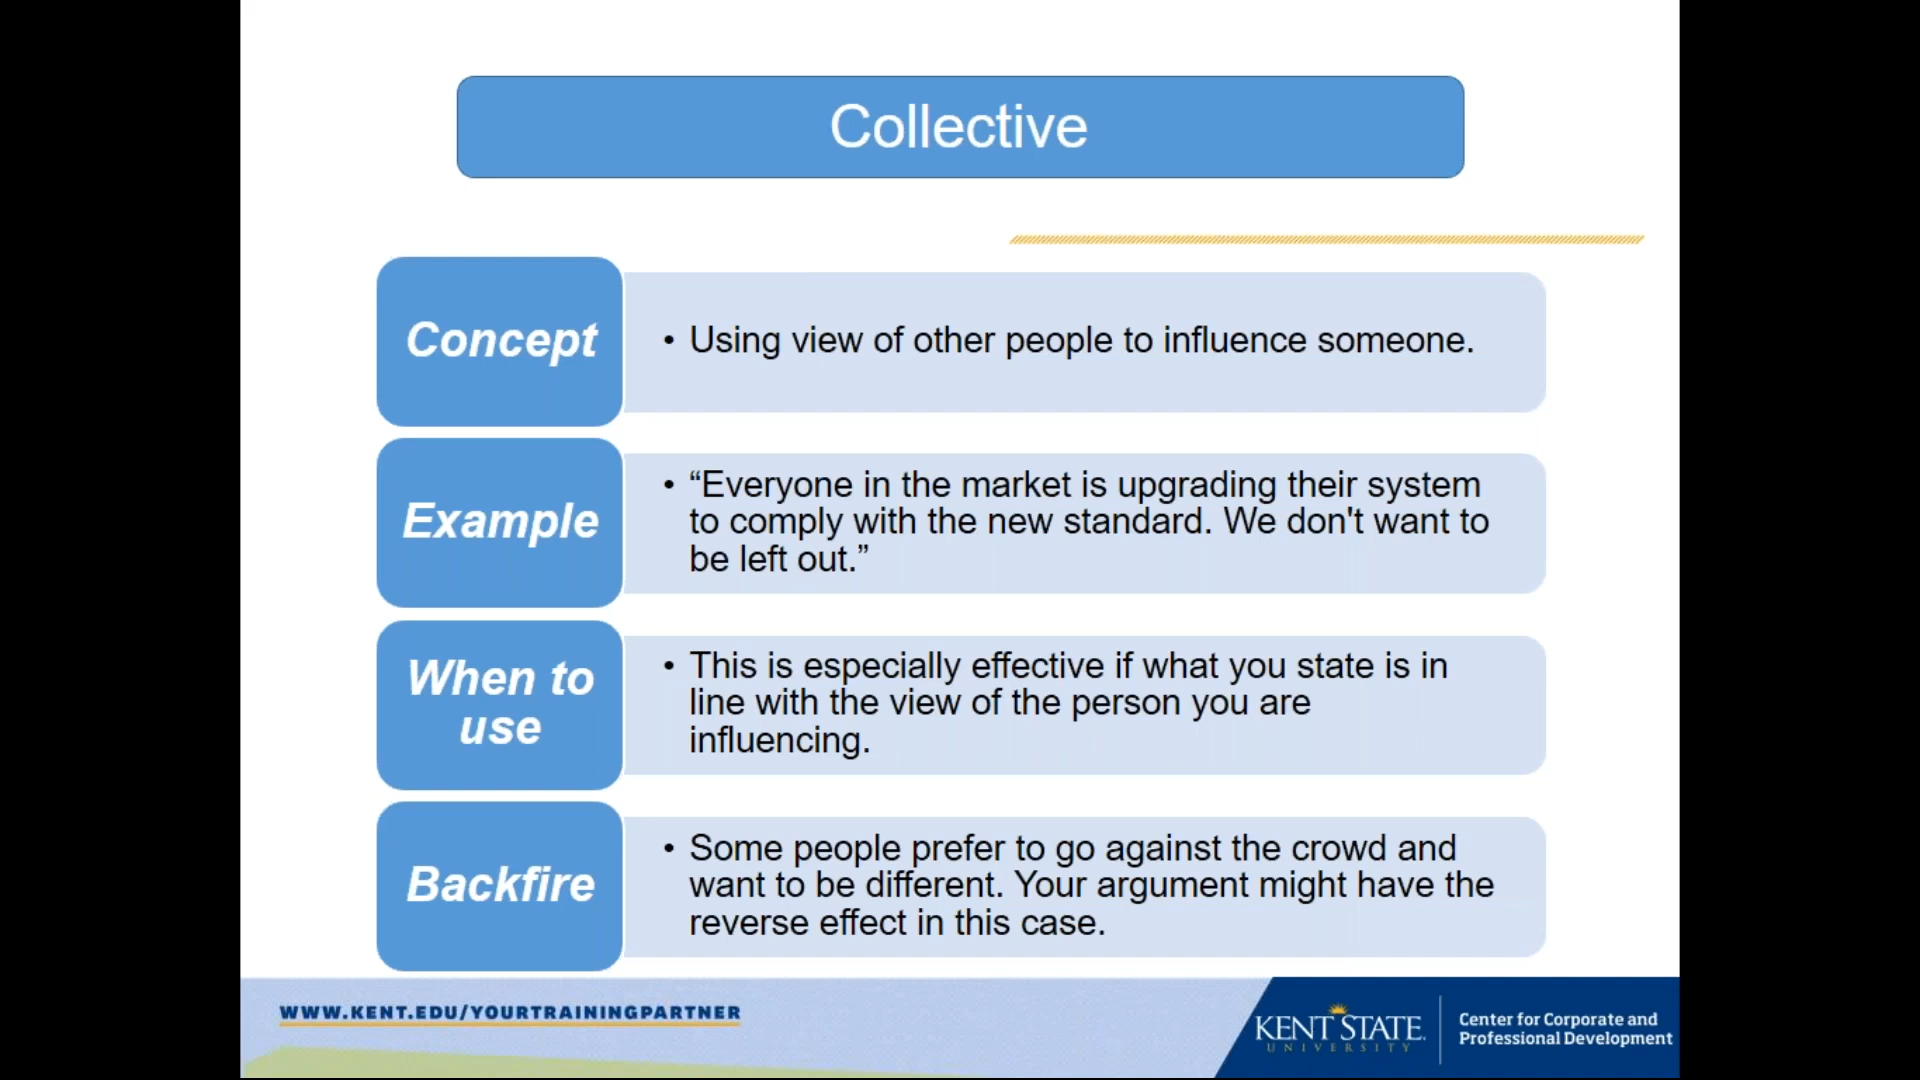 Collective
Concept
• Using view of other people to influence someone.
Example
• “Everyone in the market is upgrading their system
to comply with the new standard. We don't want to
be left out.”
When to
use
• This is especially effective if what you state is in
line with the view of the person you are
influencing.
Backfire
• Some people prefer to go against the crowd and
want to be different. Your argument might have the
reverse effect in this case.
WWW.KENT.EDU/YOURTRAININGPARTNER
KENT STATE
UNIVERSITY
Center for Corporate and
Professional Development